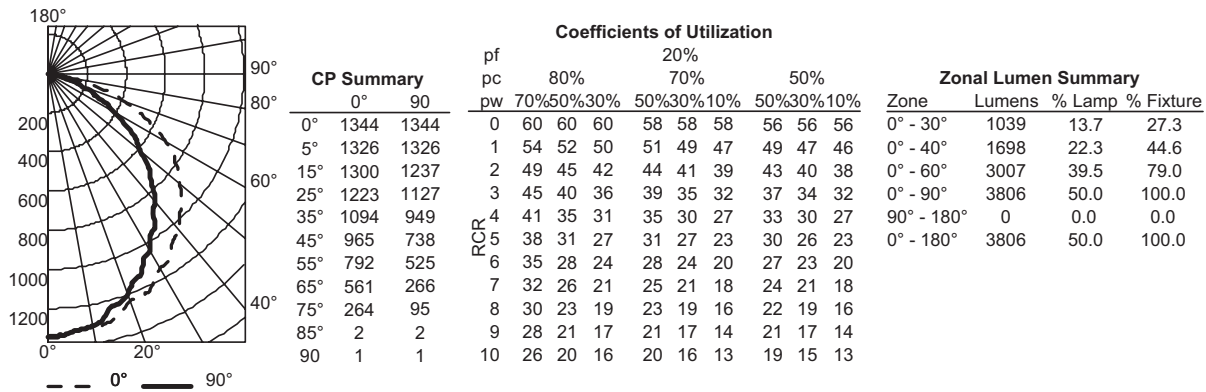 180°
90°
80°
60°
40°
200
400
600
800
1000
1200
0° 20°
0° 90°
CP Summary
0° 90
0° 1344 1344
5° 1326 1326
15° 1300 1237
25° 1223 1127
35° 1094 949
45° 965 738
55° 792 525
65° 561 266
75° 264 95
85° 2 2
90 1 1
Coefficients of Utilization
pf 20%
pc 80% 70% 50%
pw 70%50%30% 50%30%10% 50%30%10%
RCR
0 60 60 60 58 58 58 56 56 56
1 54 52 50 51 49 47 49 47 46
2 49 45 42 44 41 39 43 40 38
3 45 40 36 39 35 32 37 34 32
4 41 35 31 35 30 27 33 30 27
5 38 31 27 31 27 23 30 26 23
6 35 28 24 28 24 20 27 23 20
7 32 26 21 25 21 18 24 21 18
8 30 23 19 23 19 16 22 19 16
9 28 21 17 21 17 14 21 17 14
10 26 20 16 20 16 13 19 15 13
Zonal Lumen Summary
Zone Lumens % Lamp % Fixture
0° - 30° 1039 13.7 27.3
0° - 40° 1698 22.3 44.6
0° - 60° 3007 39.5 79.0
0° - 90° 3806 50.0 100.0
90° - 180° 0 0.0 0.0
0° - 180° 3806 50.0 100.0